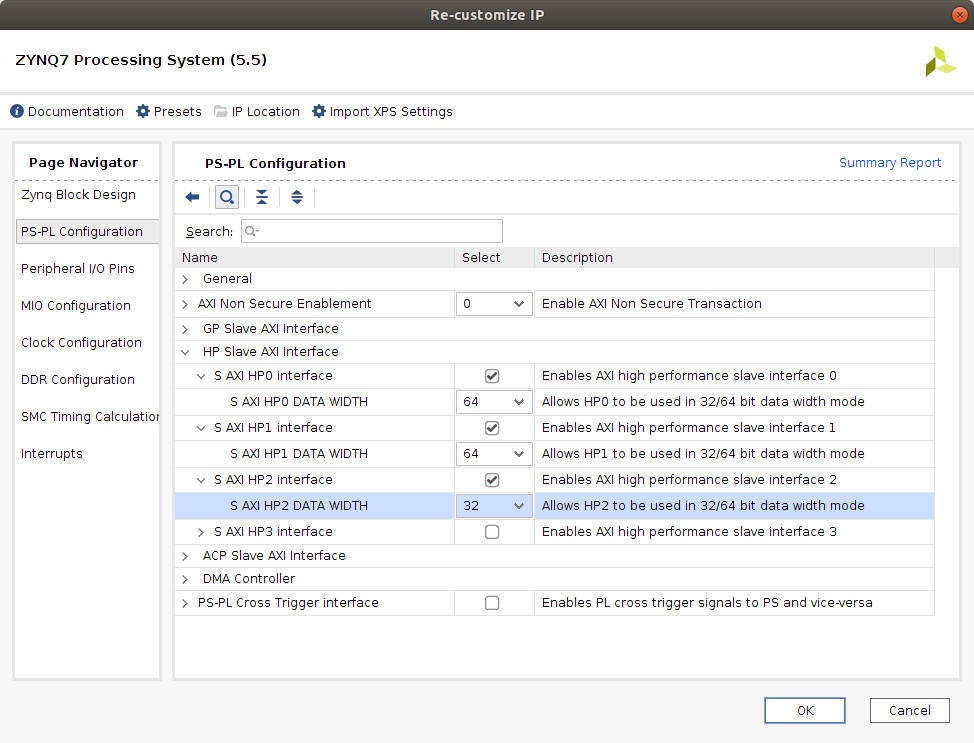 Re-customize IP
ZYNQ7 Processing System (5.5)
Documentation Presets IP Location Import XPS Settings
Page Navigator
Zynq Block Design
PS-PL Configuration
Peripheral I/O Pins
MIO Configuration
Clock Configuration
DDR Configuration
SMC Timing Calculation
Interrupts
PS-PL Configuration Summary Report
Search:
Name Select Description
General
AXI Non Secure Enablement 0 Enable AXI Non Secure Transaction
GP Slave AXI Interface
HP Slave AXI Interface
S AXI HP0 interface Enables AXI high performance slave interface 0
S AXI HP0 DATA WIDTH 64 Allows HP0 to be used in 32/64 bit data width mode
S AXI HP1 interface Enables AXI high performance slave interface 1
S AXI HP1 DATA WIDTH 64 Allows HP1 to be used in 32/64 bit data width mode
S AXI HP2 interface Enables AXI high performance slave interface 2
S AXI HP2 DATA WIDTH 32 Allows HP2 to be used in 32/64 bit data width mode
S AXI HP3 interface Enables AXI high performance slave interface 3
ACP Slave AXI Interface
DMA Controller
PS-PL Cross Trigger interface Enables PL cross trigger signals to PS and vice-versa
OK Cancel